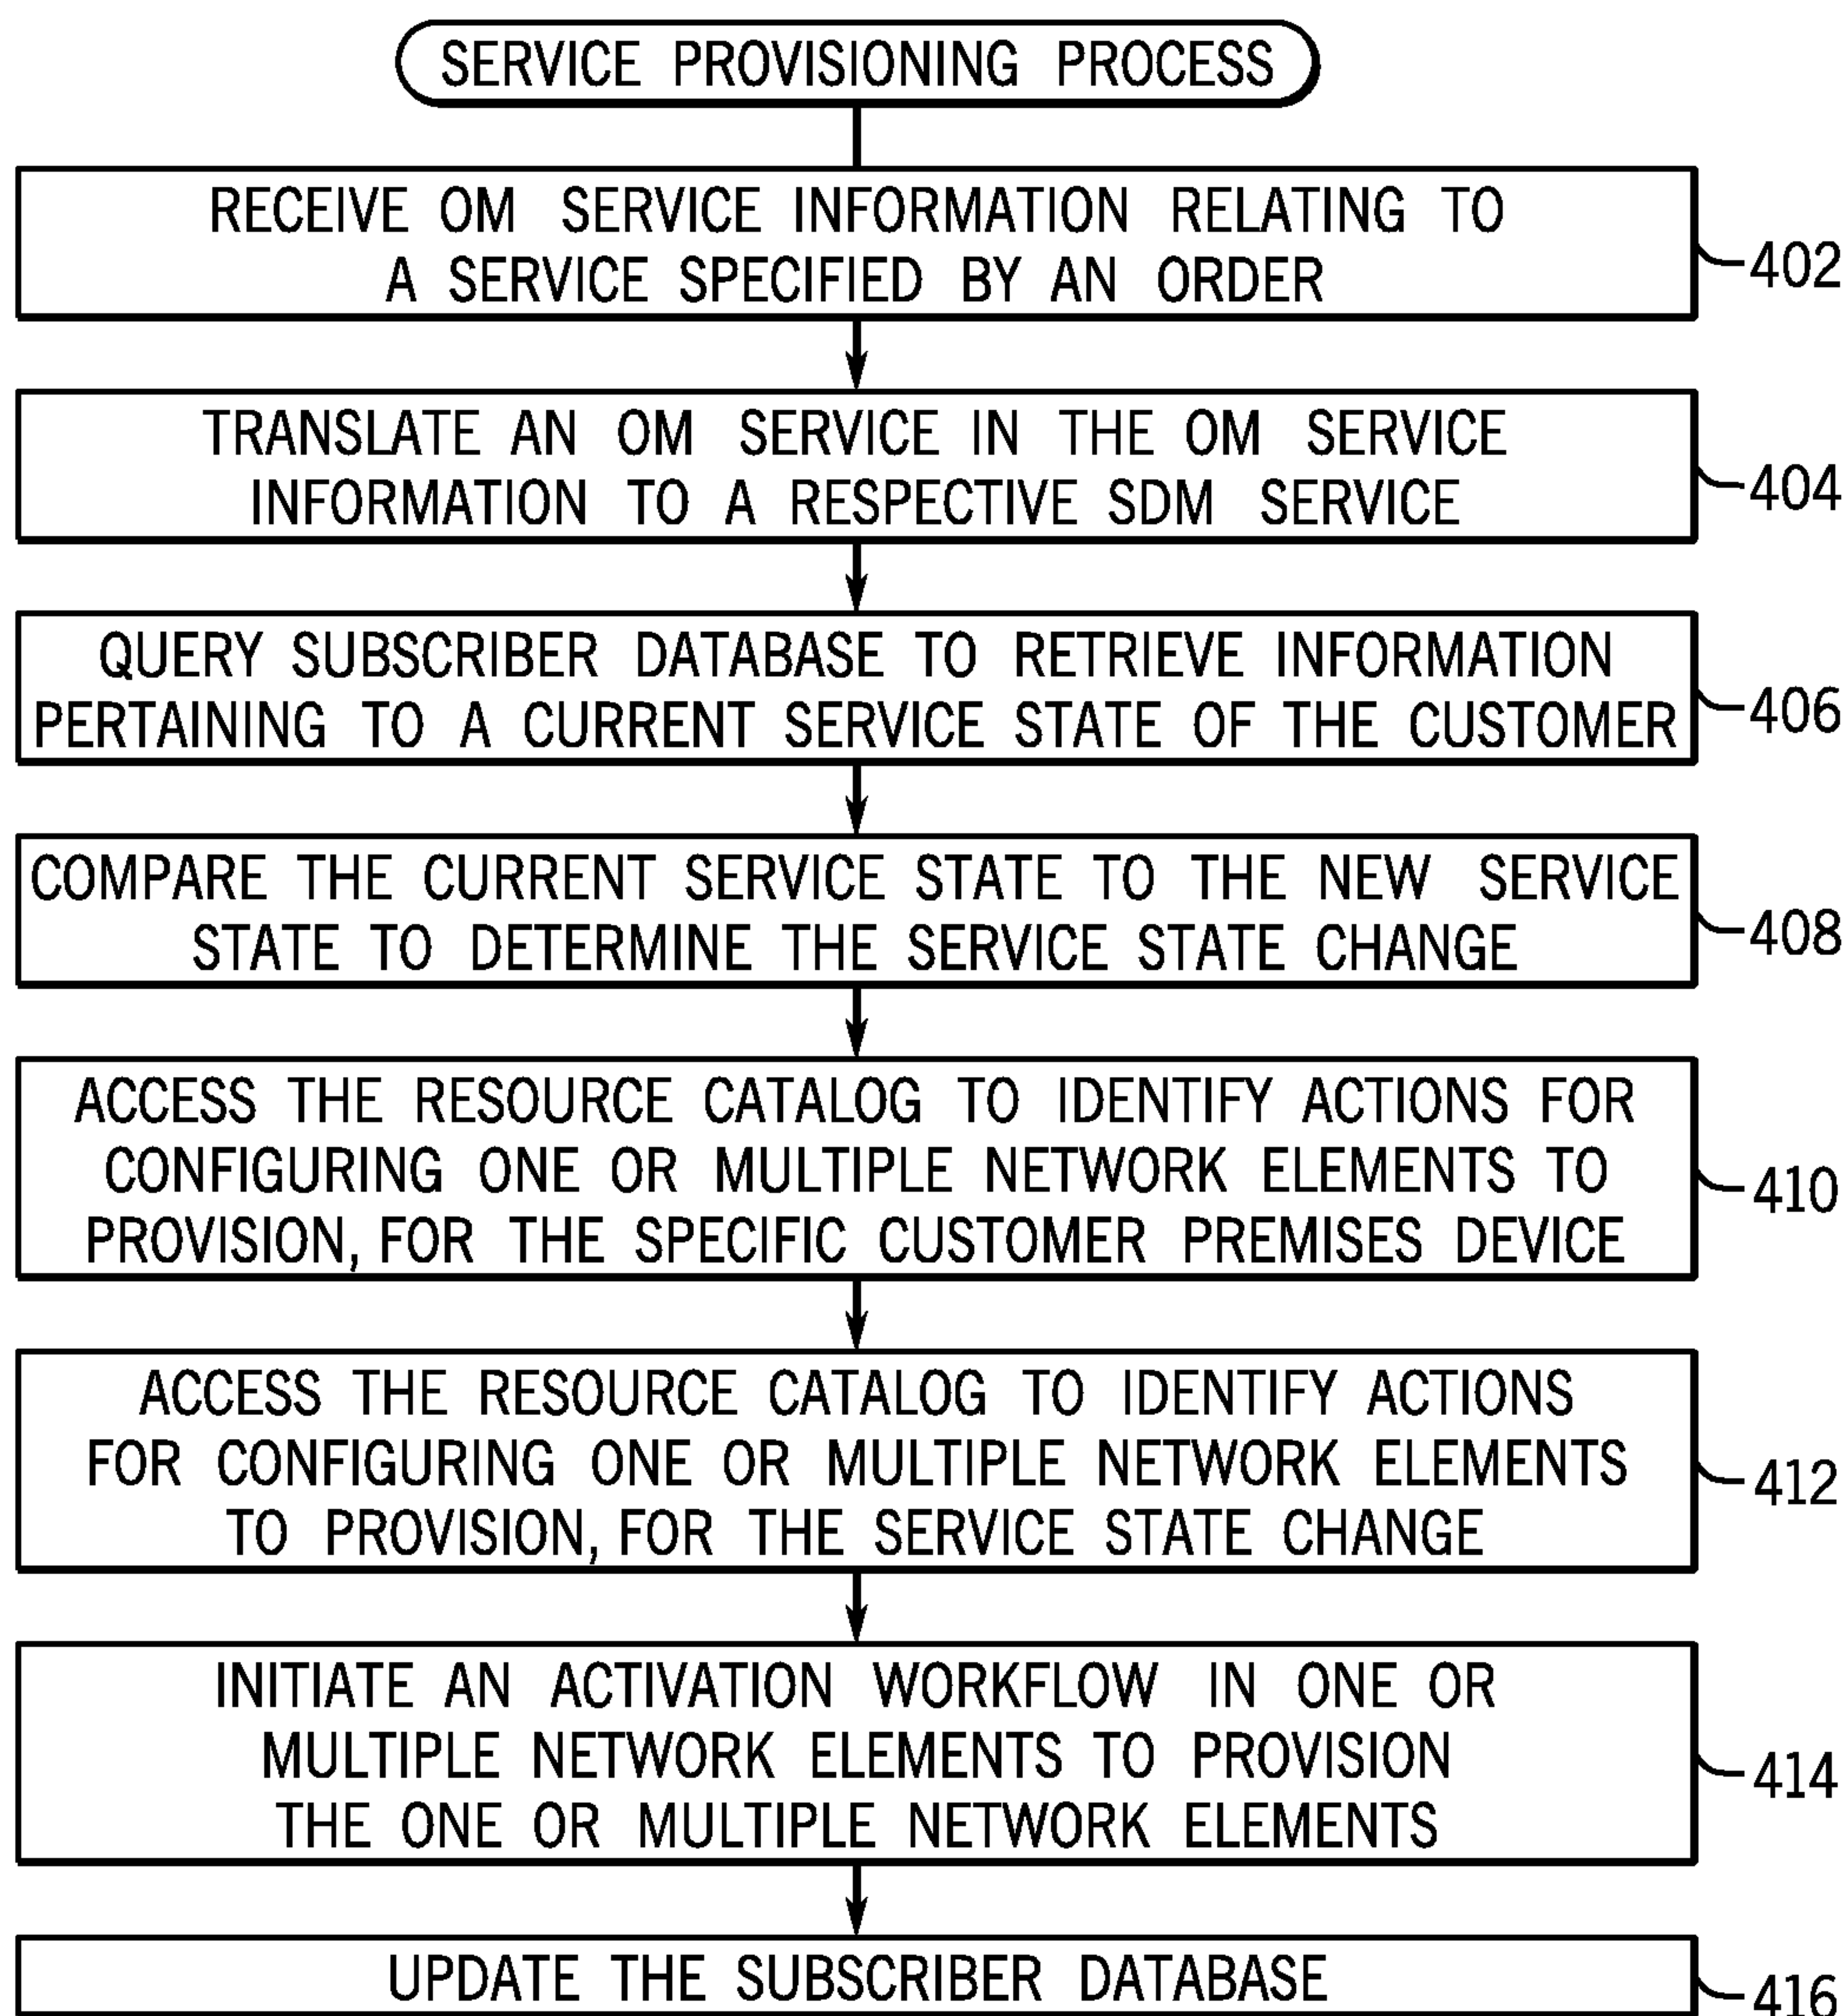 SERVICE PROVISIONING PROCESS
RECEIVE OM SERVICE INFORMATION RELATING TO
A SERVICE SPECIFIED BY AN ORDER
402
TRANSLATE AN OM SERVICE IN THE OM SERVICE
INFORMATION TO A RESPECTIVE SDM SERVICE
404
QUERY SUBSCRIBER DATABASE TO RETRIEVE INFORMATION
PERTAINING TO A CURRENT SERVICE STATE OF THE CUSTOMER
406
COMPARE THE CURRENT SERVICE STATE TO THE NEW SERVICE
STATE TO DETERMINE THE SERVICE STATE CHANGE
408
ACCESS THE RESOURCE CATALOG TO IDENTIFY ACTIONS FOR
CONFIGURING ONE OR MULTIPLE NETWORK ELEMENTS TO
PROVISION, FOR THE SPECIFIC CUSTOMER PREMISES DEVICE
410
ACCESS THE RESOURCE CATALOG TO IDENTIFY ACTIONS
FOR CONFIGURING ONE OR MULTIPLE NETWORK ELEMENTS
TO PROVISION, FOR THE SERVICE STATE CHANGE
412
INITIATE AN ACTIVATION WORKFLOW IN ONE OR
MULTIPLE NETWORK ELEMENTS TO PROVISION
THE ONE OR MULTIPLE NETWORK ELEMENTS
414
UPDATE THE SUBSCRIBER DATABASE
416